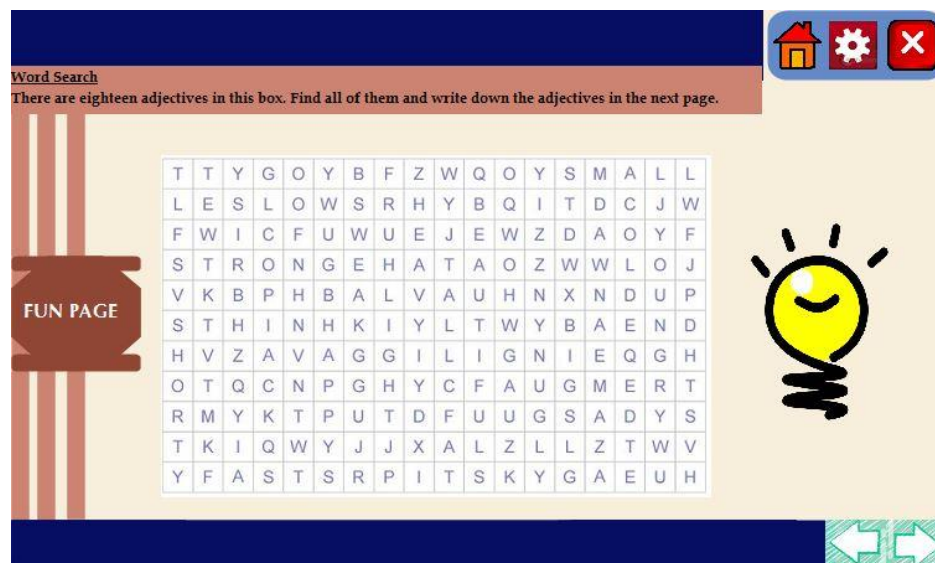 Word Search
There are eighteen adjectives in this box. Find all of them and write down the adjectives in the next page.
T T Y G O Y B F Z W Q O Y S M A L L
L E S L O W S R H Y B Q I T D C J W
F W I C F U W U E J E W Z D A O Y F
S T R O N G E H A T A O Z W W L O J
V K B P H B A L V A U H N X N D U P
FUN PAGE
S T H I N H K I Y L T W Y B A E N D
H V Z A V A G G I L I G N I E Q G H
O T Q C N P G H Y C F A U G M E R T
R M Y K T P U T D F U U G S A D Y S
T K I Q W Y J J X A L Z L L Z T W V
Y F A S T S R P I T S K Y G A E U H